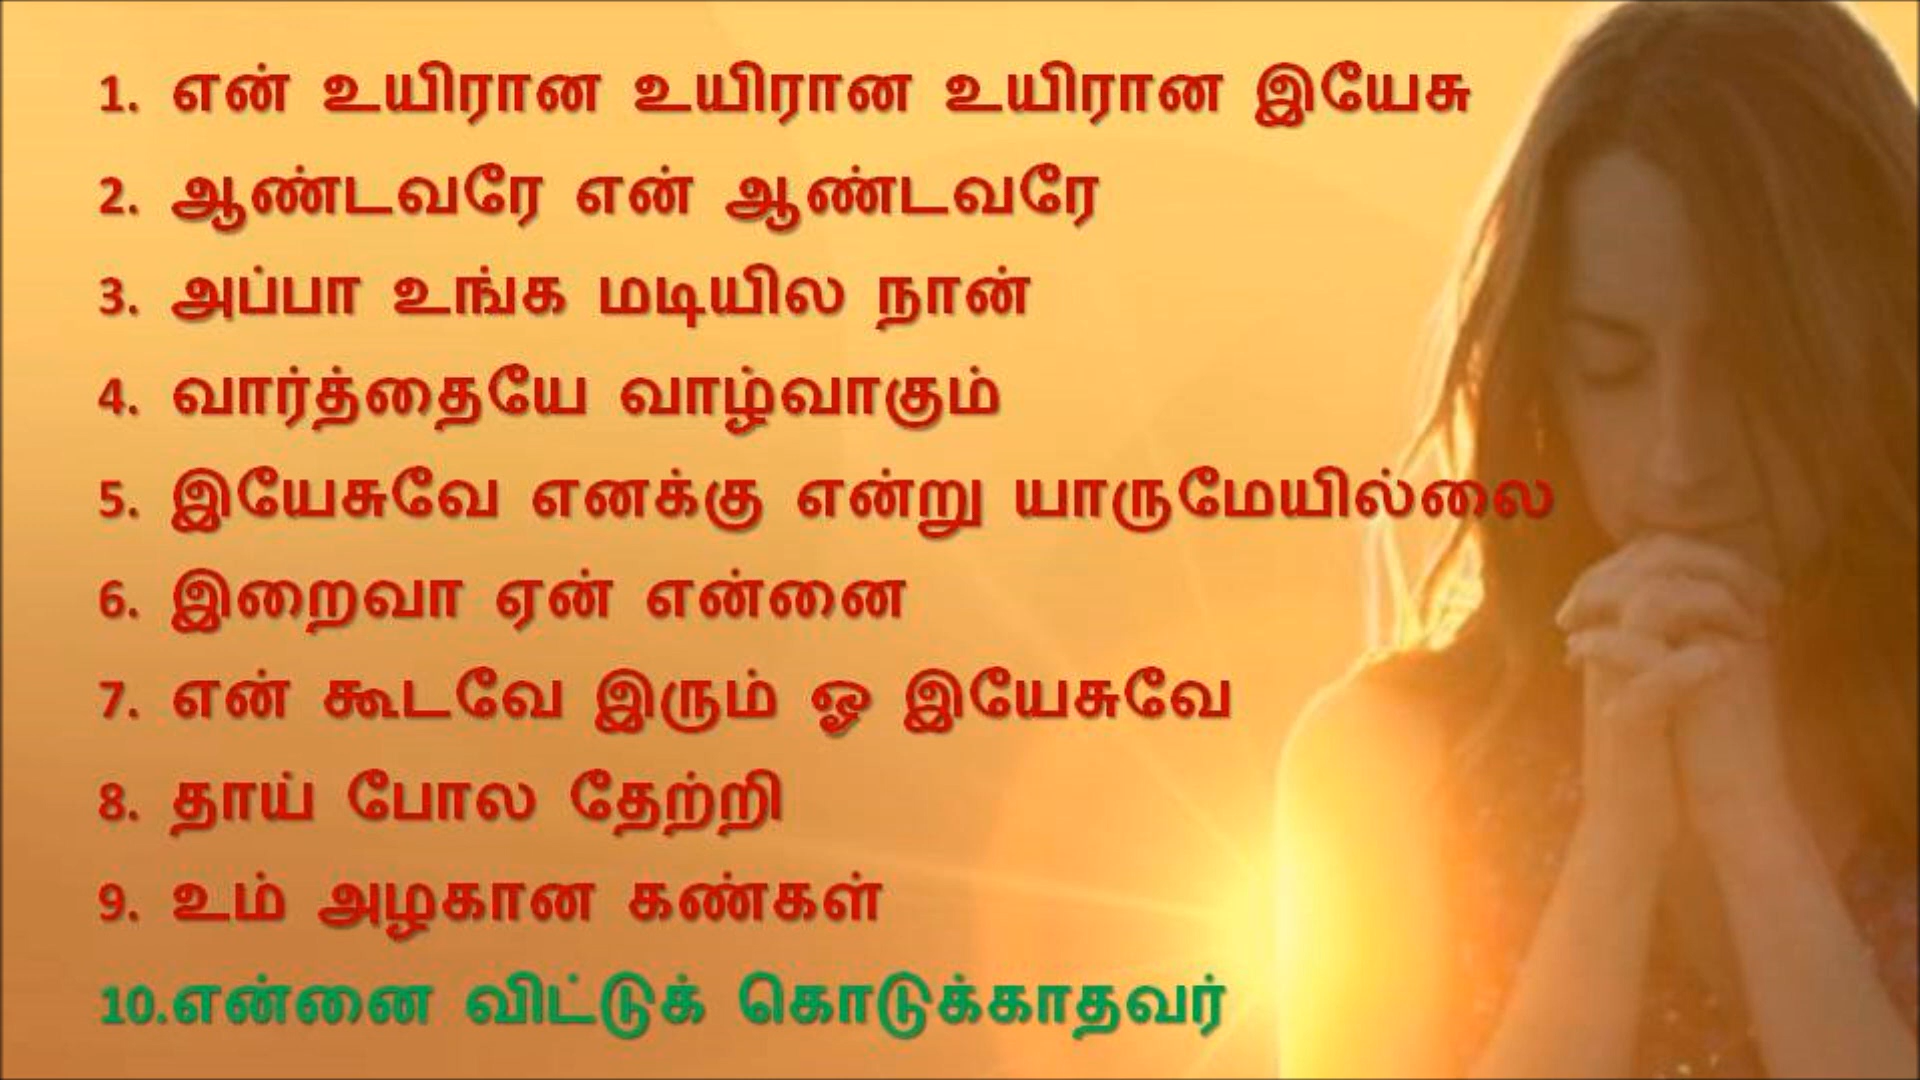 1. என் உயிரான உயிரான உயிரான இயேசு
2. ஆண்டவரே என் ஆண்டவரே
3. அப்பா உங்க மடியில நான்
4. வார்த்தையே வாழ்வாகும்
5. இயேசுவே எனக்கு என்று யாருமேயில்லை
6. இறைவா ஏன் என்னை
7. என் கூடவே இரும் ஓ இயேசுவே
8. தாய் போல தேற்றி
9. உம் அழகான கண்கள்
10.என்னை விட்டுக் கொடுக்காதவர்